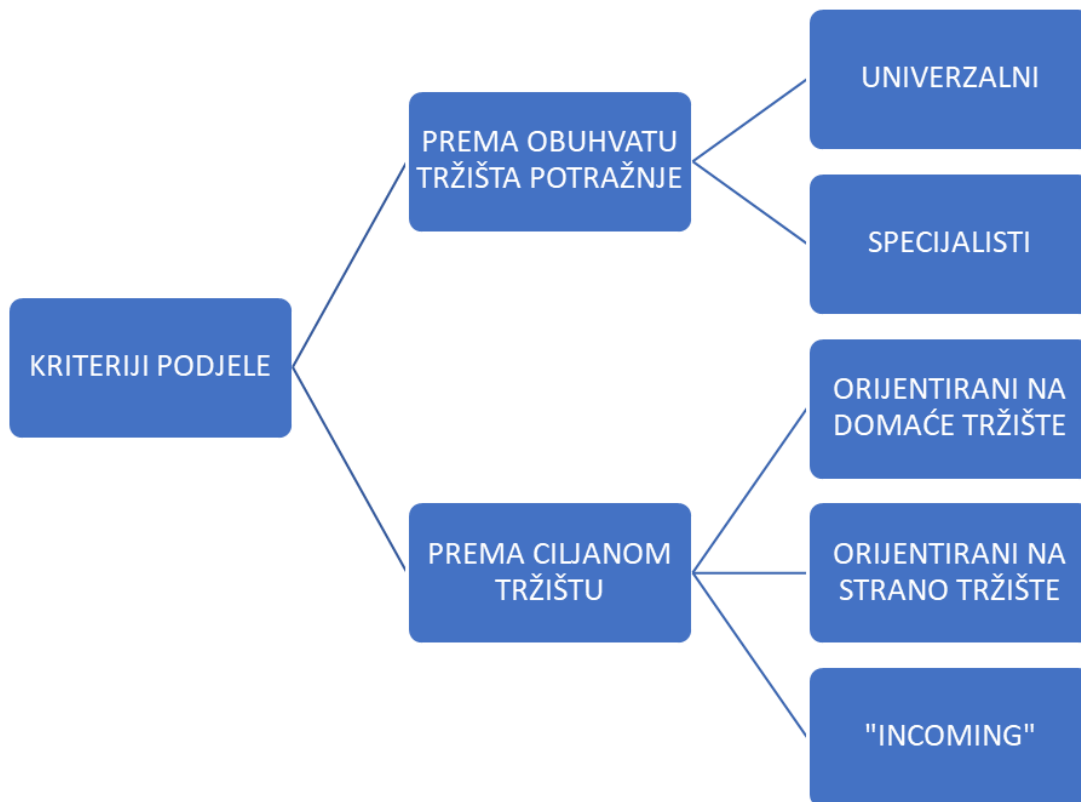 KRITERIJI PODJELE
PREMA OBUHVATU
TRŽIŠTA POTRAŽNJE
UNIVERZALNI
SPECIJALISTI
PREMA CILJANOM
TRŽIŠTU
ORIJENTIRANI NA
DOMAĆE TRŽIŠTE
ORIJENTIRANI NA
STRANO TRŽIŠTE
"INCOMING"